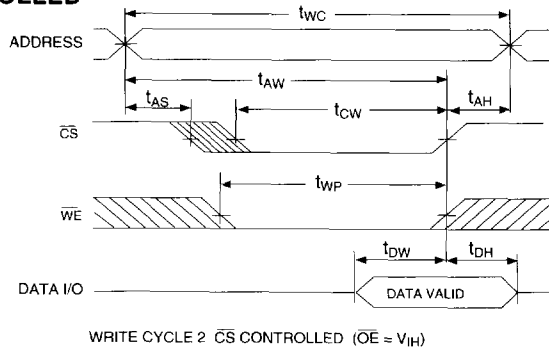 OLLED
tWC
ADDRESS
tAW
tAS
tCW
tAH
CS
tWP
WE
tDW
tDH
DATA I/O
DATA VALID
WRITE CYCLE 2 CS CONTROLLED (OE = VIH)